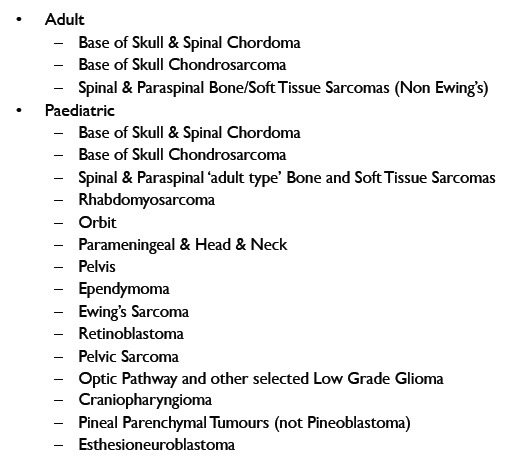 • Adult
– Base of Skull & Spinal Chordoma
– Base of Skull Chondrosarcoma
– Spinal & Paraspinal Bone/Soft Tissue Sarcomas (Non Ewing's)
• Paediatric
– Base of Skull & Spinal Chordoma
– Base of Skull Chondrosarcoma
– Spinal & Paraspinal 'adult type' Bone and Soft Tissue Sarcomas
– Rhabdomyosarcoma
– Orbit
– Parameningeal & Head & Neck
– Pelvis
– Ependymoma
– Ewing's Sarcoma
– Retinoblastoma
– Pelvic Sarcoma
– Optic Pathway and other selected Low Grade Glioma
– Craniopharyngioma
– Pineal Parenchymal Tumours (not Pineoblastoma)
– Esthesioneuroblastoma